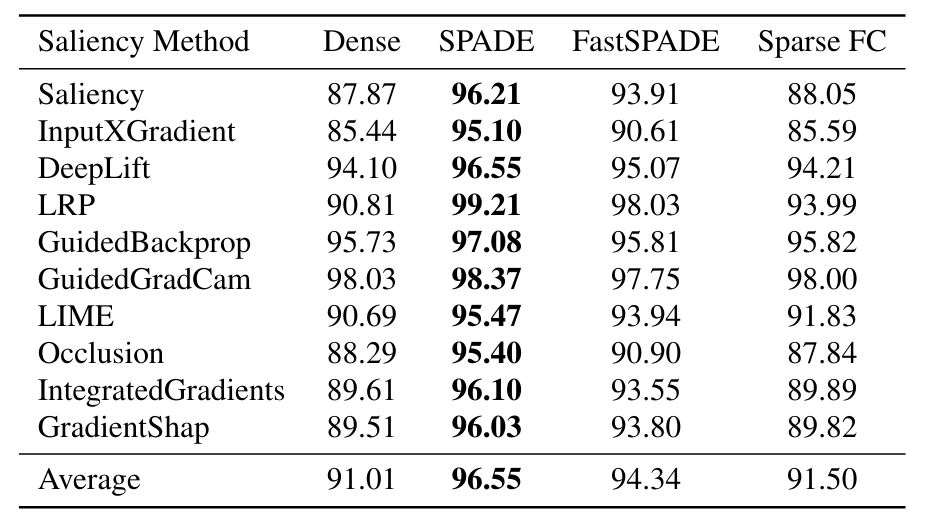 Saliency Method Dense SPADE FastSPADE Sparse FC
Saliency 87.87 96.21 93.91 88.05
InputXGradient 85.44 95.10 90.61 85.59
DeepLift 94.10 96.55 95.07 94.21
LRP 90.81 99.21 98.03 93.99
GuidedBackprop 95.73 97.08 95.81 95.82
GuidedGradCam 98.03 98.37 97.75 98.00
LIME 90.69 95.47 93.94 91.83
Occlusion 88.29 95.40 90.90 87.84
IntegratedGradients 89.61 96.10 93.55 89.89
GradientShap 89.51 96.03 93.80 89.82
Average 91.01 96.55 94.34 91.50